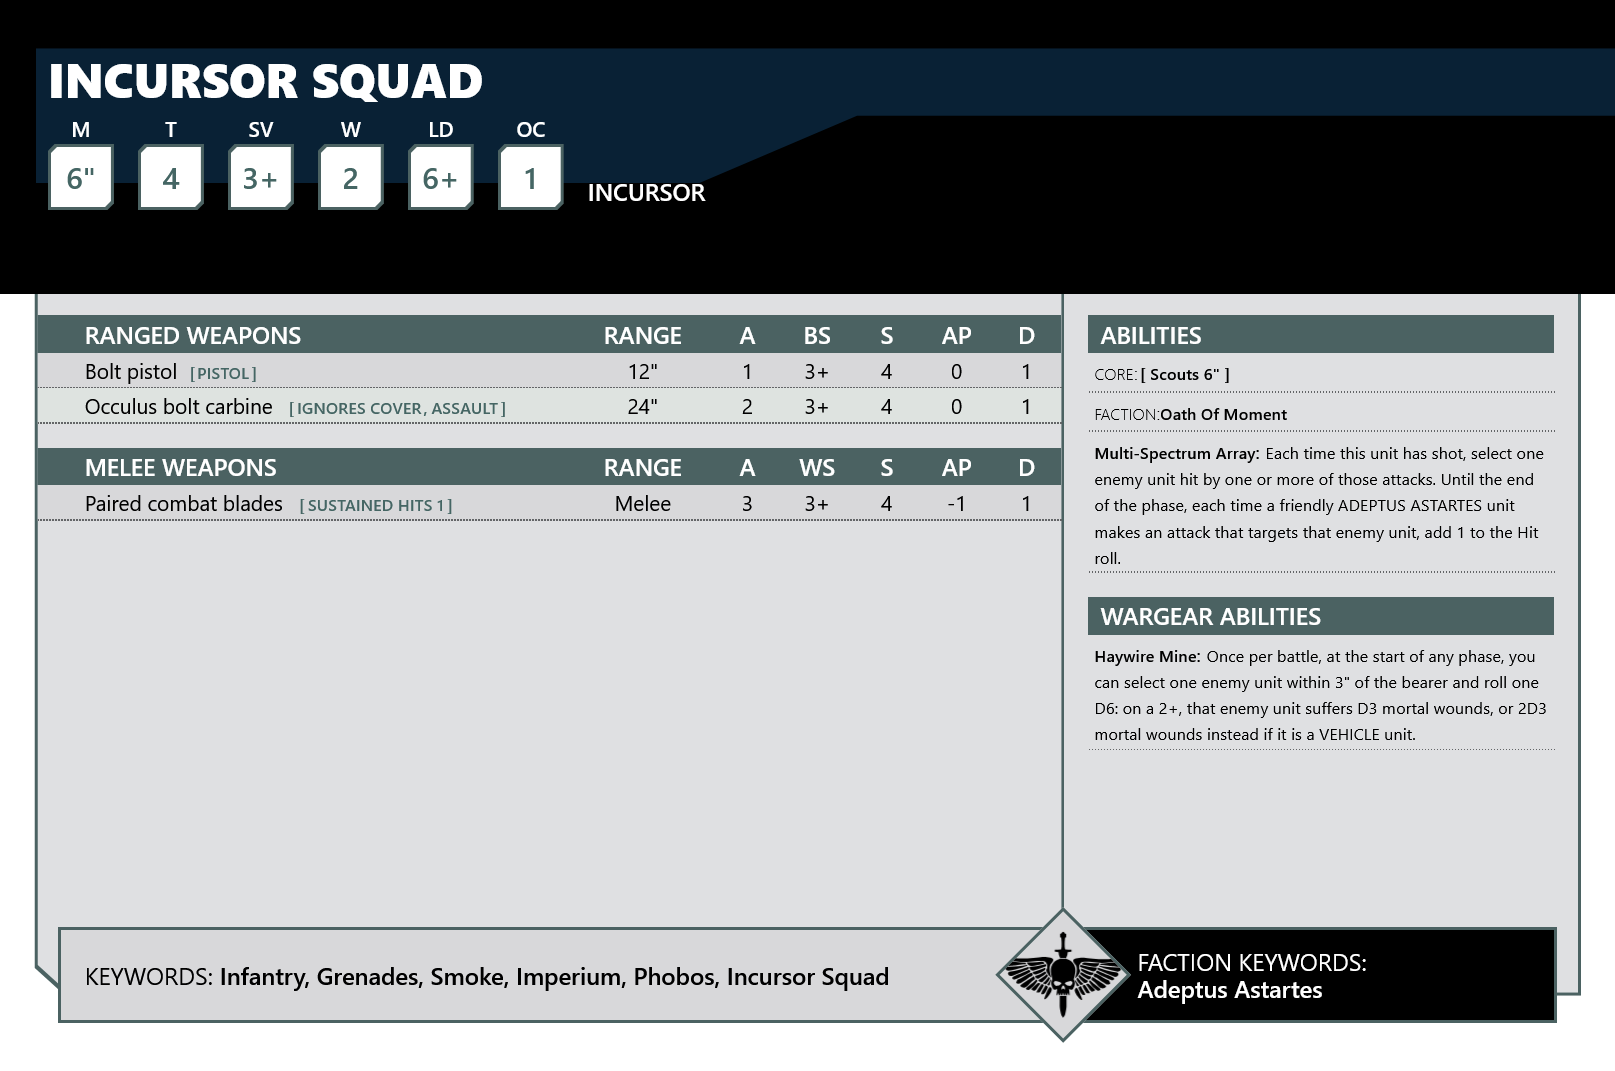 INCURSOR SQUAD
M T SV W LD OC
6" 4 3+ 2 6+ 1
INCURSOR
RANGED WEAPONS RANGE A BS S AP D
Bolt pistol [PISTOL] 12" 1 3+ 4 0 1
Occulus bolt carbine [IGNORES COVER, ASSAULT] 24" 2 3+ 4 0 1
MELEE WEAPONS RANGE A WS S AP D
Paired combat blades [SUSTAINED HITS 1] Melee 3 3+ 4 -1 1
ABILITIES
CORE: [ Scouts 6" ]
FACTION:Oath Of Moment
Multi-Spectrum Array: Each time this unit has shot, select one
enemy unit hit by one or more of those attacks. Until the end
of the phase, each time a friendly ADEPTUS ASTARTES unit
makes an attack that targets that enemy unit, add 1 to the Hit
roll.
WARGEAR ABILITIES
Haywire Mine: Once per battle, at the start of any phase, you
can select one enemy unit within 3" of the bearer and roll one
D6: on a 2+, that enemy unit suffers D3 mortal wounds, or 2D3
mortal wounds instead if it is a VEHICLE unit.
KEYWORDS: Infantry, Grenades, Smoke, Imperium, Phobos, Incursor Squad
FACTION KEYWORDS:
Adeptus Astartes